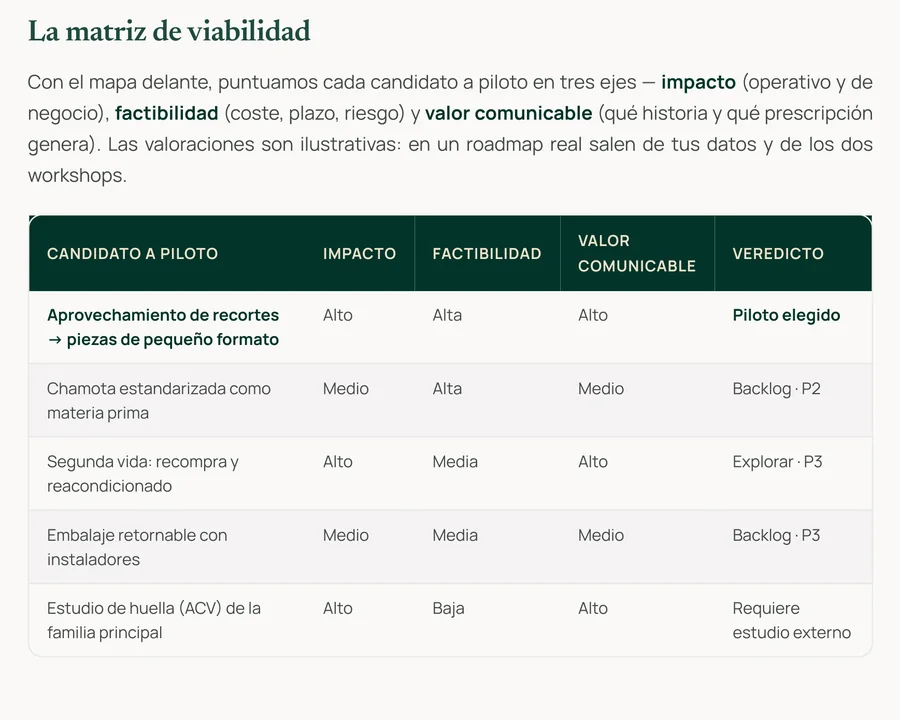 La matriz de viabilidad
Con el mapa delante, puntuamos cada candidato a piloto en tres ejes — impacto (operativo y de
negocio), factibilidad (coste, plazo, riesgo) y valor comunicable (qué historia y qué prescripción
genera). Las valoraciones son ilustrativas: en un roadmap real salen de tus datos y de los dos
workshops.
CANDIDATO A PILOTO IMPACTO FACTIBILIDAD VALOR COMUNICABLE VEREDICTO
Aprovechamiento de recortes Alto Alta Alto Piloto elegido
→ piezas de pequeño formato
Chamota estandarizada como Medio Alta Medio Backlog · P2
materia prima
Segunda vida: recompra y Alto Media Alto Explorar · P3
reacondicionado
Embalaje retornable con Medio Media Medio Backlog · P3
instaladores
Estudio de huella (ACV) de la Alto Baja Alto Requiere
familia principal estudio externo